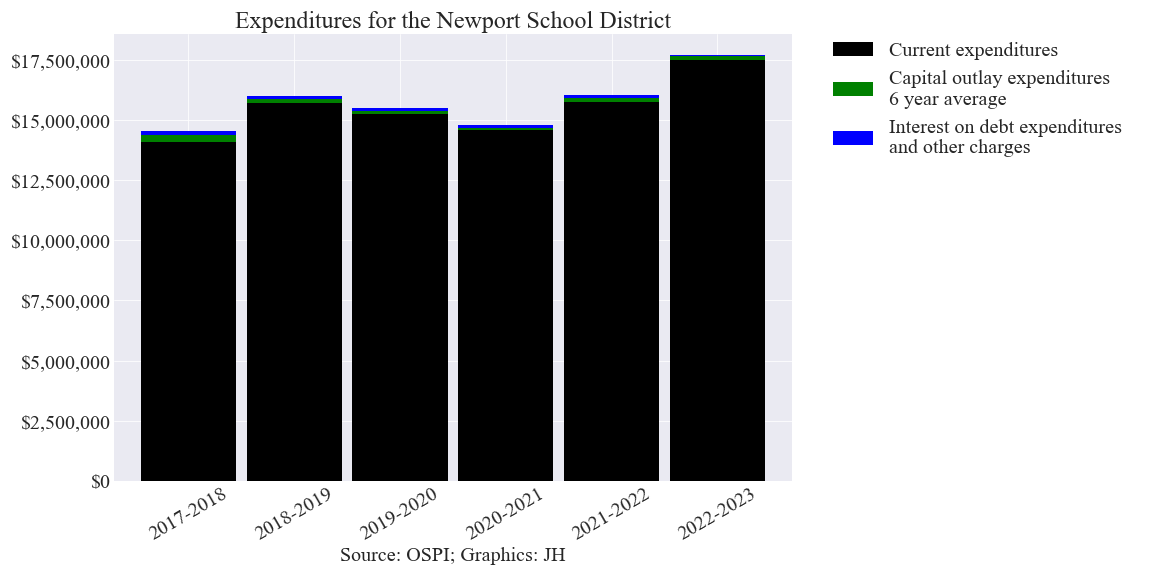 Expenditures for the Newport School District
$17,500,000
$15,000,000
$12,500,000
$10,000,000
$7,500,000
$5,000,000
$2,500,000
$0
2017-2018
2018-2019
2019-2020
2020-2021
2021-2022
2022-2023
Source: OSPI; Graphics: JH
Current expenditures
Capital outlay expenditures
6 year average
Interest on debt expenditures
and other charges